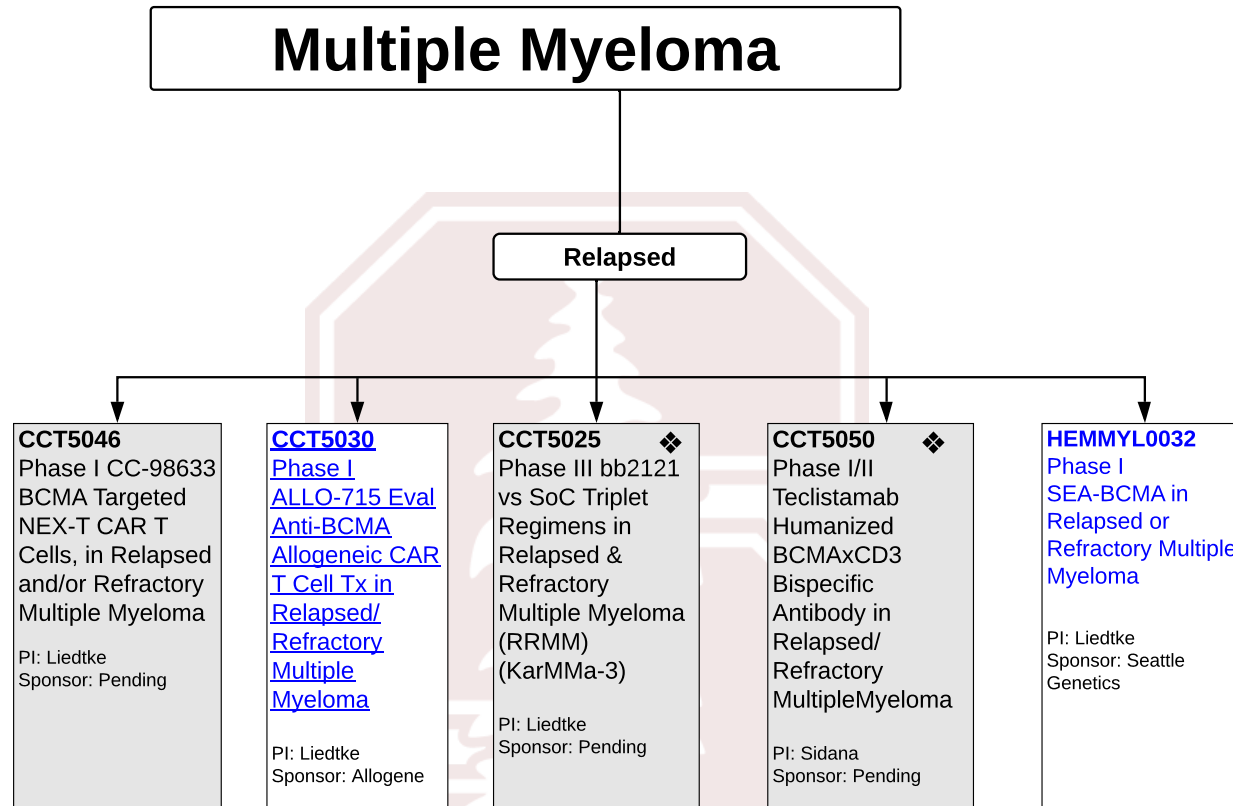 Multiple Myeloma
Relapsed
CCT5046
Phase I CC-98633
BCMA Targeted
NEX-T CAR T
Cells, in Relapsed
and/or Refractory
Multiple Myeloma
PI: Liedtke
Sponsor: Pending
CCT5030
Phase I
ALLO-715 Eval
Anti-BCMA
Allogeneic CAR
T Cell Tx in
Relapsed/
Refractory
Multiple
Myeloma
PI: Liedtke
Sponsor: Allogene
CCT5025 ❖
Phase III bb2121
vs SoC Triplet
Regimens in
Relapsed &
Refractory
Multiple Myeloma
(RRMM)
(KarMMa-3)
PI: Liedtke
Sponsor: Pending
CCT5050 ❖
Phase I/II
Teclistamab
Humanized
BCMAxCD3
Bispecific
Antibody in
Relapsed/
Refractory
MultipleMyeloma
PI: Sidana
Sponsor: Pending
HEMMYL0032
Phase I
SEA-BCMA in
Relapsed or
Refractory Multiple
Myeloma
PI: Liedtke
Sponsor: Seattle
Genetics